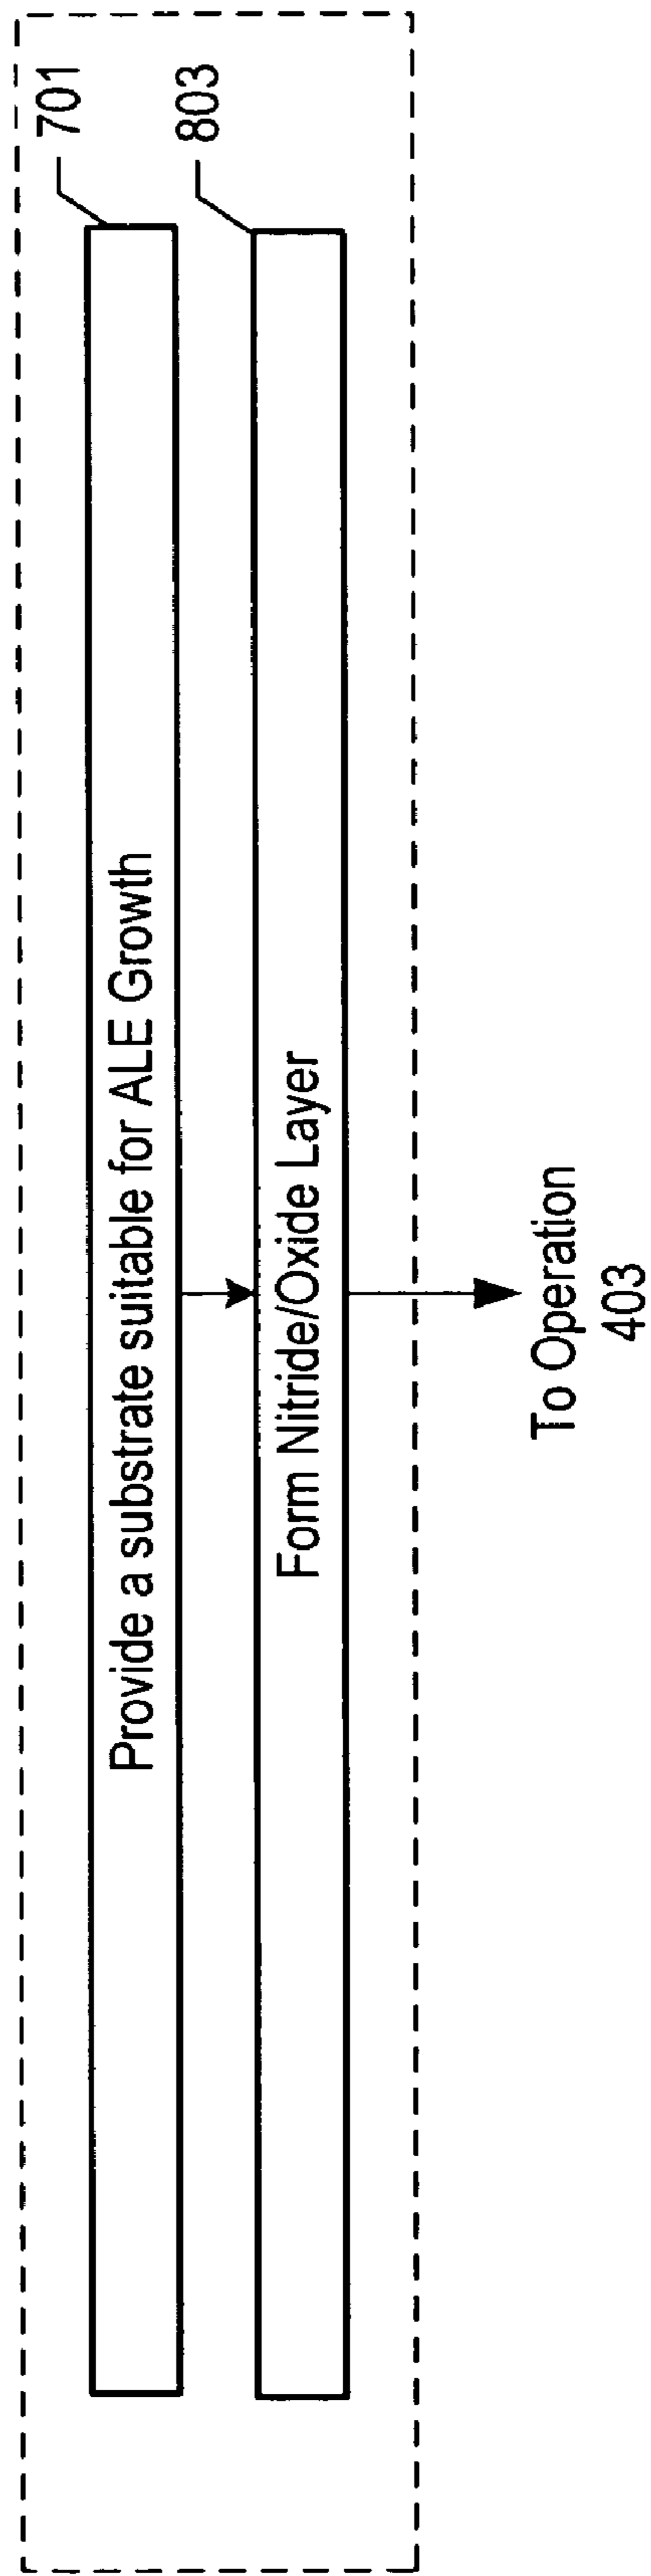 701
Provide a substrate suitable for ALE Growth
803
Form Nitride/Oxide Layer
To Operation
403